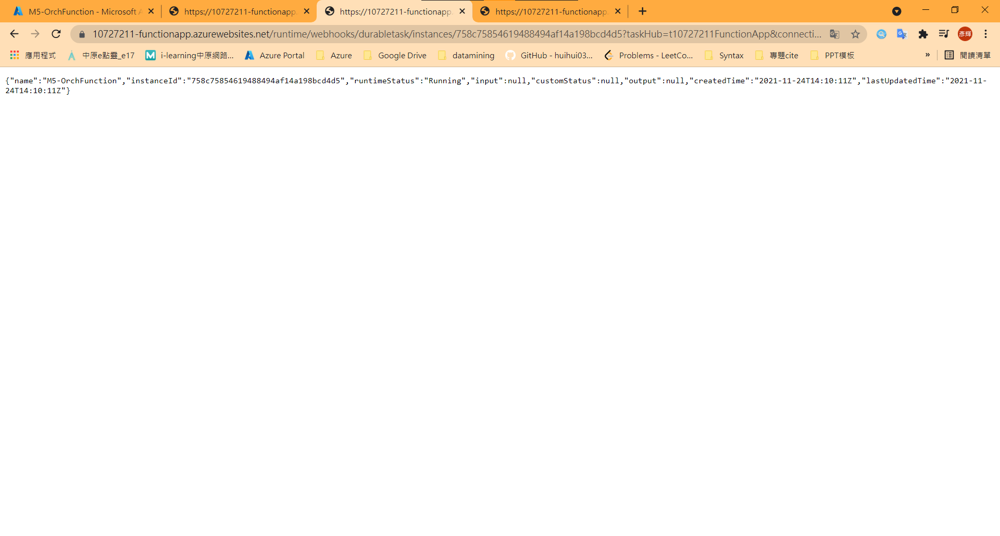 M5-OrchFunction - Microsoft A
https://10727211-functionapp.
https://10727211-functionapp.
https://10727211-functionapp.
10727211-functionapp.azurewebsites.net/runtime/webhooks/durabletask/instances/758c75854619488494af14a198bcd4d5?taskHub=t10727211FunctionApp&connecti...
彥輝
應用程式
中原e點靈_e17
i-learning中原網路...
Azure Portal
Azure
Google Drive
datamining
GitHub - huihui03...
Problems - LeetCo...
Syntax
專題cite
PPT模板
»
閱讀清單
{"name":"M5-OrchFunction","instanceId":"758c75854619488494af14a198bcd4d5","runtimeStatus":"Running","input":null,"customStatus":null,"output":null,"createdTime":"2021-11-24T14:10:11Z","lastUpdatedTime":"2021-11-
24T14:10:11Z"}